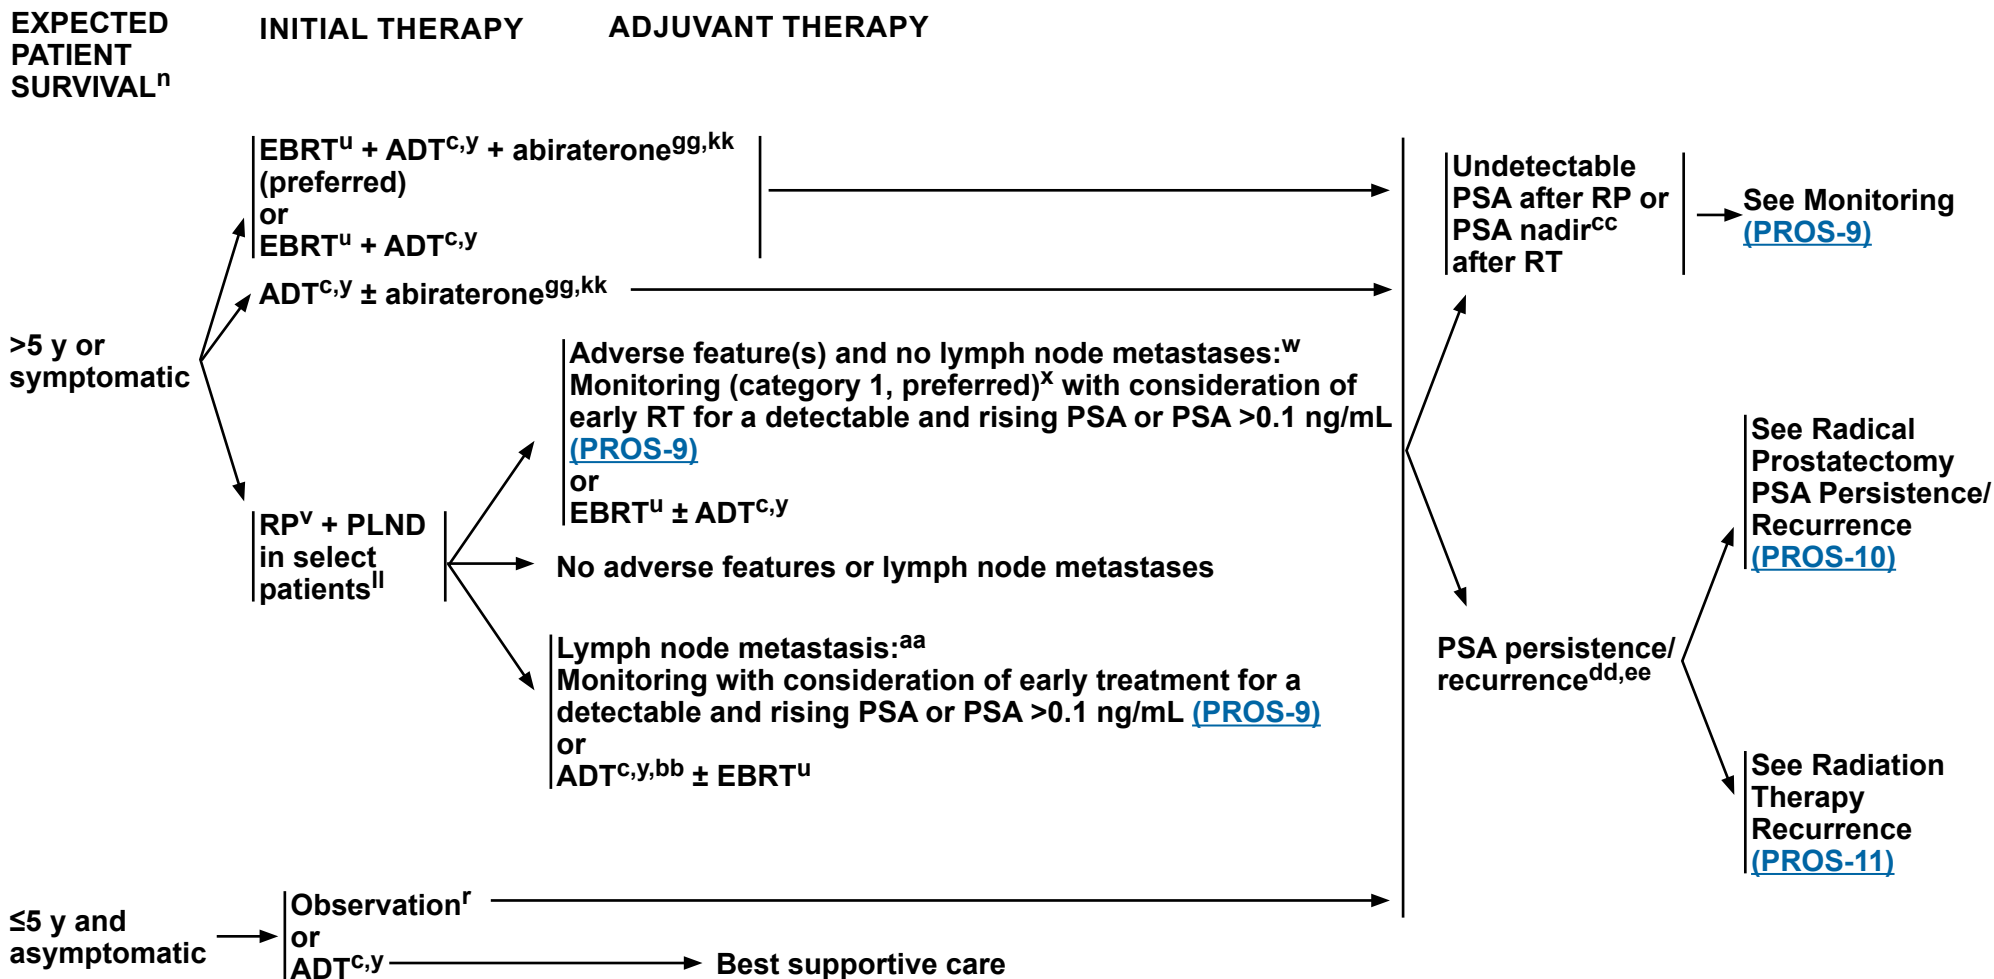 EXPECTED
PATIENT
SURVIVALⁿ
INITIAL THERAPY
ADJUVANT THERAPY
>5 y or
symptomatic
EBRTᵘ + ADTᶜ,ʸ + abirateroneᵍᵍ,ᵏᵏ
(preferred)
or
EBRTᵘ + ADTᶜ,ʸ
ADTᶜ,ʸ ± abirateroneᵍᵍ,ᵏᵏ
RPᵛ + PLND
in select
patientsˡˡ
Adverse feature(s) and no lymph node metastases:ʷ
Monitoring (category 1, preferred)ˣ with consideration of
early RT for a detectable and rising PSA or PSA >0.1 ng/mL
(PROS-9)
or
EBRTᵘ ± ADTᶜ,ʸ
No adverse features or lymph node metastases
Lymph node metastasis:ᵃᵃ
Monitoring with consideration of early treatment for a
detectable and rising PSA or PSA >0.1 ng/mL (PROS-9)
or
ADTᶜ,ʸ,ᵇᵇ ± EBRTᵘ
Undetectable
PSA after RP or
PSA nadirᶜᶜ
after RT
See Monitoring
(PROS-9)
PSA persistence/
recurrenceᵈᵈ,ᵉᵉ
See Radical
Prostatectomy
PSA Persistence/
Recurrence
(PROS-10)
See Radiation
Therapy
Recurrence
(PROS-11)
≤5 y and
asymptomatic
Observationʳ
or
ADTᶜ,ʸ
Best supportive care